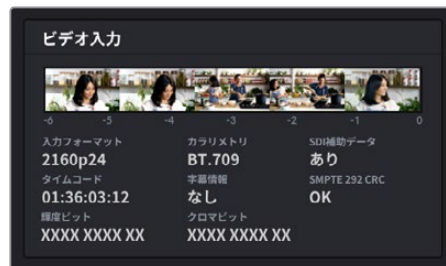 ビデオ入力
-6 -5 -4 -3 -2 -1 0
入力フォーマット カラリメトリ SDI補助データ
2160p24 BT.709 あり
タイムコード 字幕情報 SMPTE 292 CRC
01:36:03:12 なし OK
輝度ビット クロマビット
XXXX XXXX XX XXXX XXXX XX